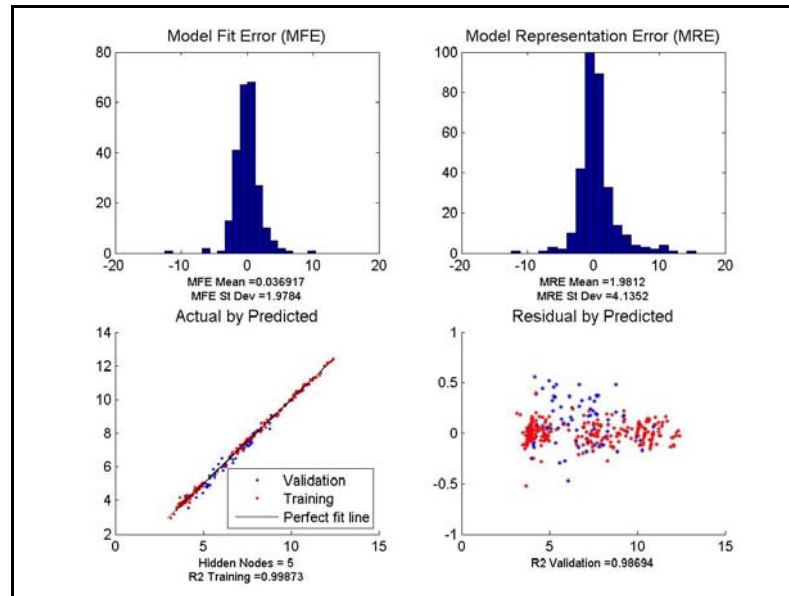 Model Fit Error (MFE)
80
60
40
20
0
-20
-10
0
10
20
MFE Mean =0.036917
MFE St Dev =1.9784
Model Representation Error (MRE)
100
80
60
40
20
0
-20
-10
0
10
20
MRE Mean =1.9812
MRE St Dev =4.1352
Actual by Predicted
14
12
10
8
6
4
2
0
5
10
15
Validation
Training
Perfect fit line
Hidden Nodes = 5
R2 Training =0.99873
Residual by Predicted
1
0.5
0
-0.5
-1
0
5
10
15
R2 Validation =0.98694